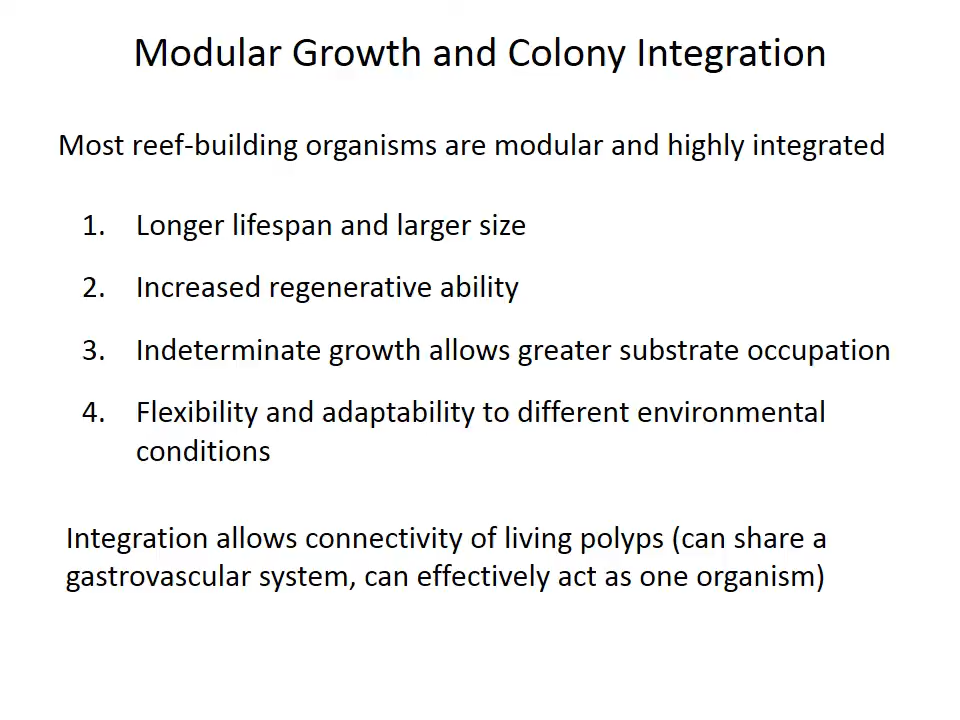 Modular Growth and Colony Integration
Most reef-building organisms are modular and highly integrated
1. Longer lifespan and larger size
2. Increased regenerative ability
3. Indeterminate growth allows greater substrate occupation
4. Flexibility and adaptability to different environmental
conditions
Integration allows connectivity of living polyps (can share a
gastrovascular system, can effectively act as one organism)